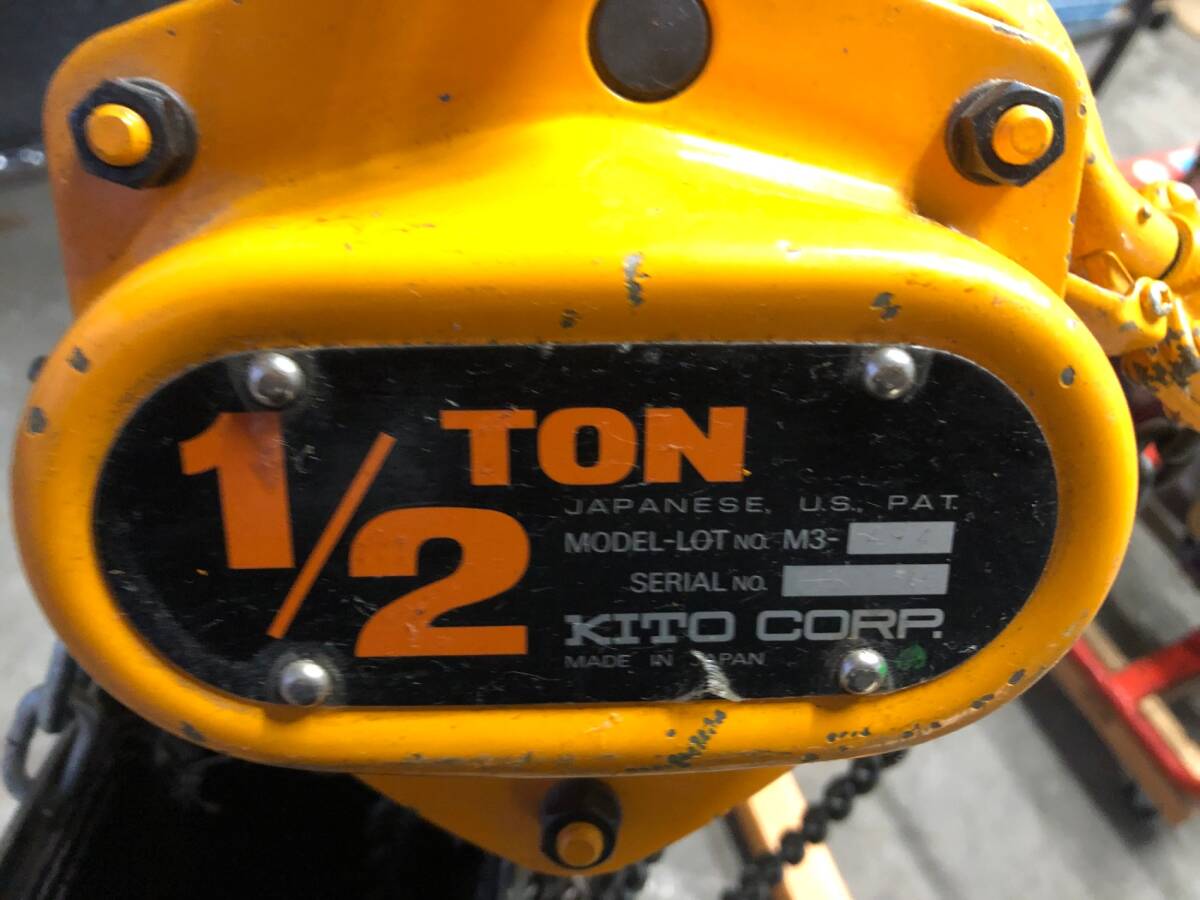 1/2 TON
JAPANESE, U.S., PAT.
MODEL-LOT NO. M3-
SERIAL NO.
KITO CORP.
MADE IN JAPAN